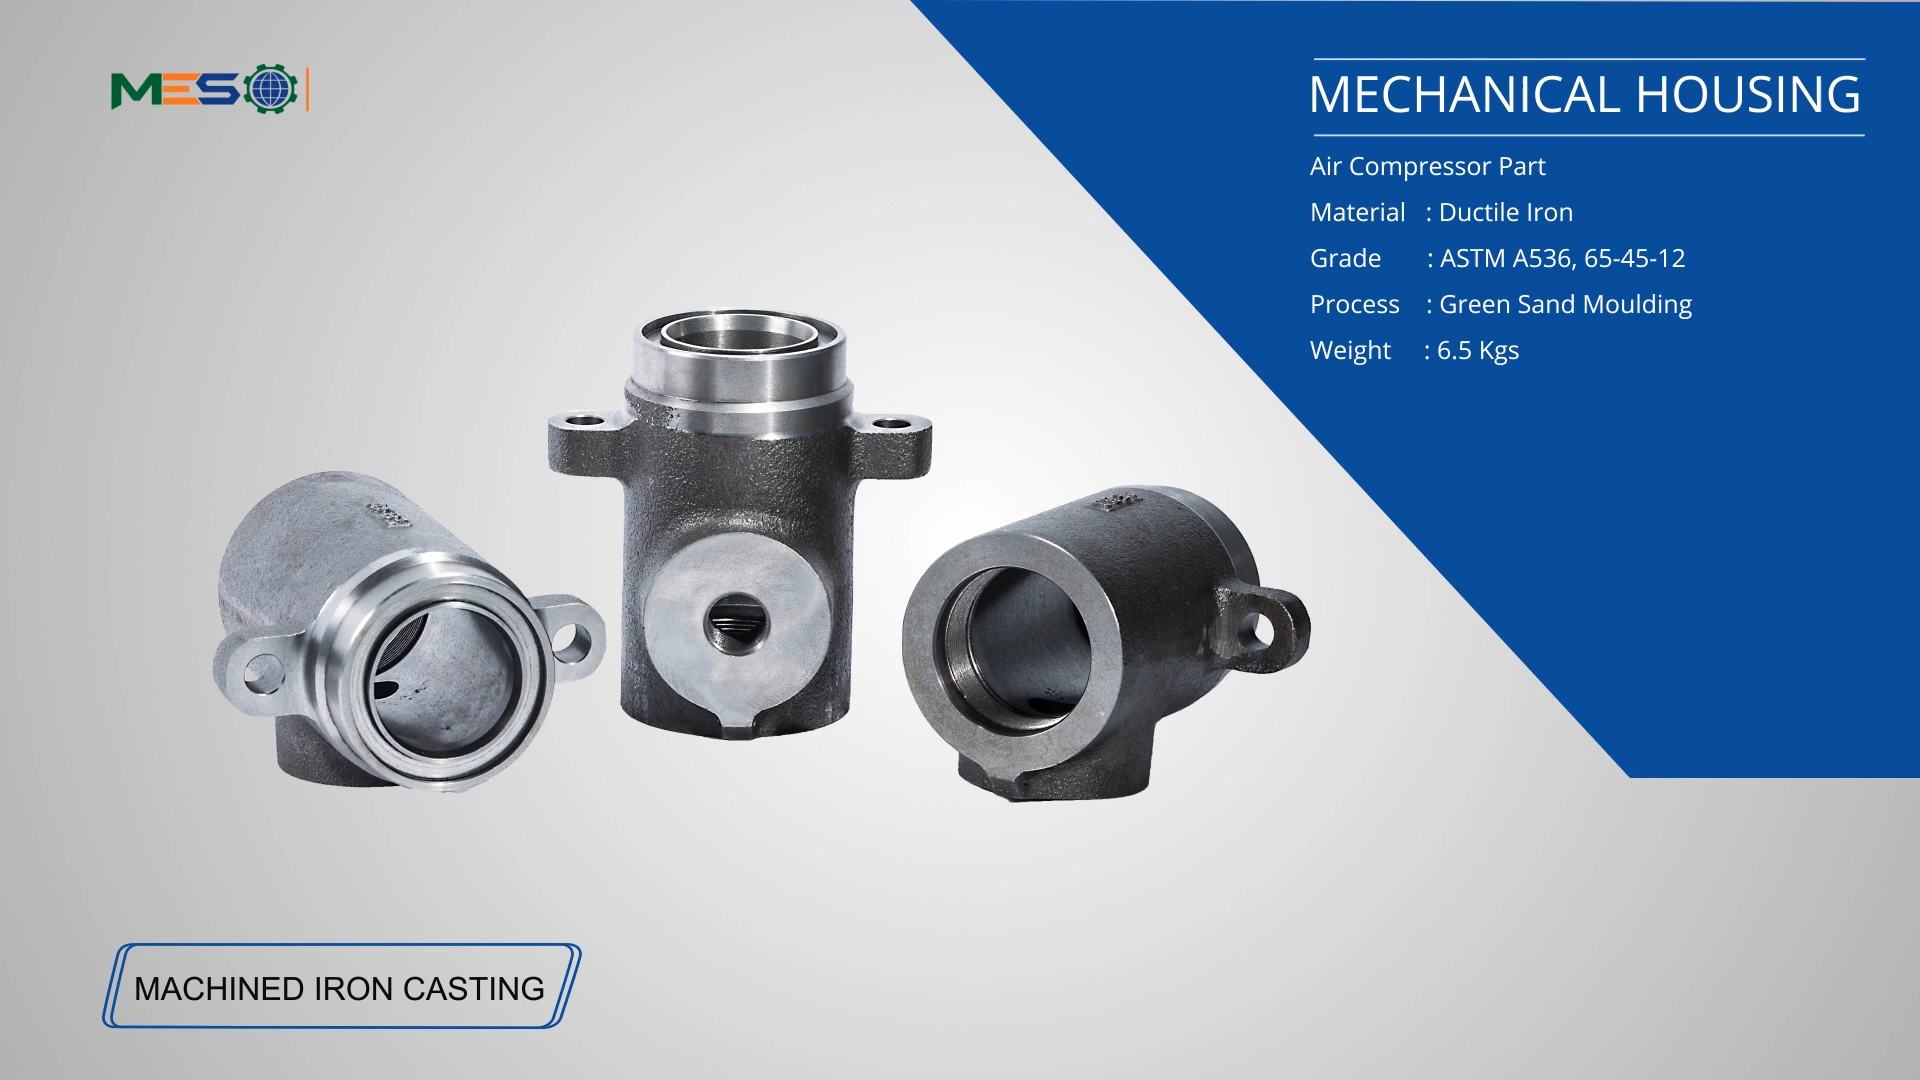 MES
MECHANICAL HOUSING
Air Compressor Part
Material : Ductile Iron
Grade : ASTM A536, 65-45-12
Process : Green Sand Moulding
Weight : 6.5 Kgs
MACHINED IRON CASTING